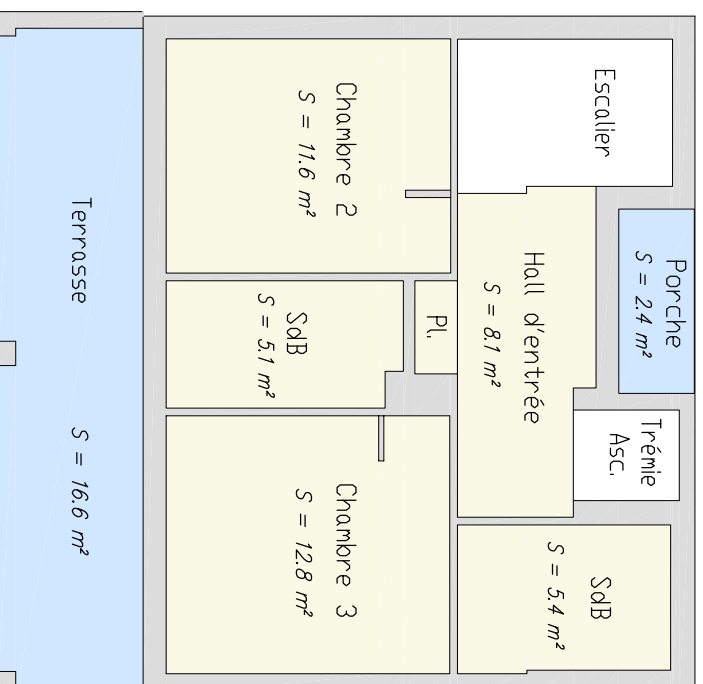 Escalier
Chambre 2
S = 11.6 m²
Terrasse
S = 16.6 m²
Porche
S = 2.4 m²
Hall d'entrée
S = 8.1 m²
Pl.
SdB
S = 5.1 m²
Trémie
Asc.
Chambre 3
S = 12.8 m²
SdB
S = 5.4 m²